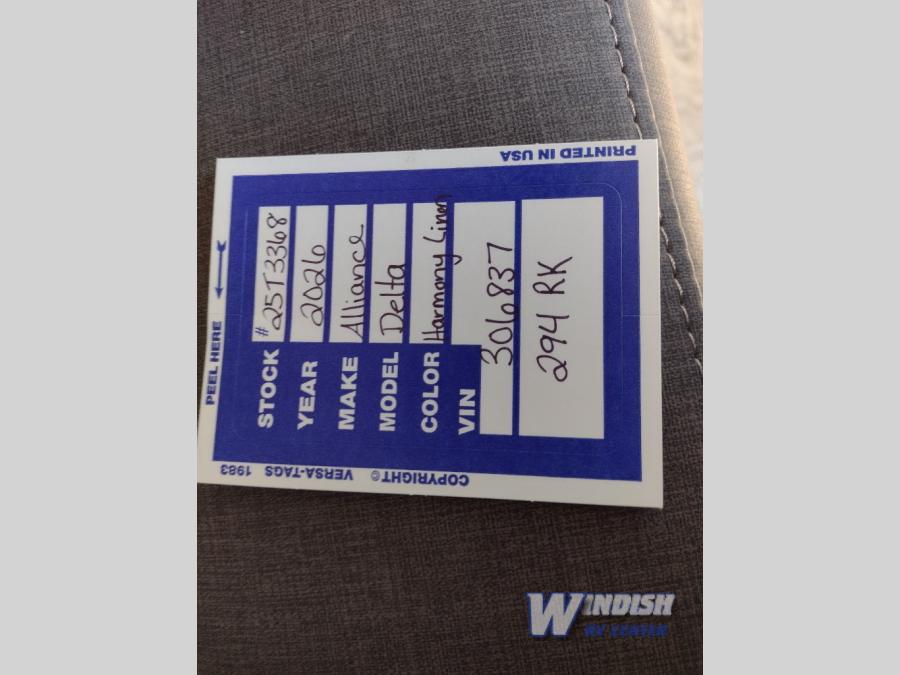 PRINTED IN USA
PEEL HERE
STOCK #25T3368
YEAR 2026
MAKE Alliance
MODEL Delta
COLOR Harmony Linen
VIN 306837
294 RK
COPYRIGHT © VERSA-TAGS 1983
WINDISH
RV CENTER